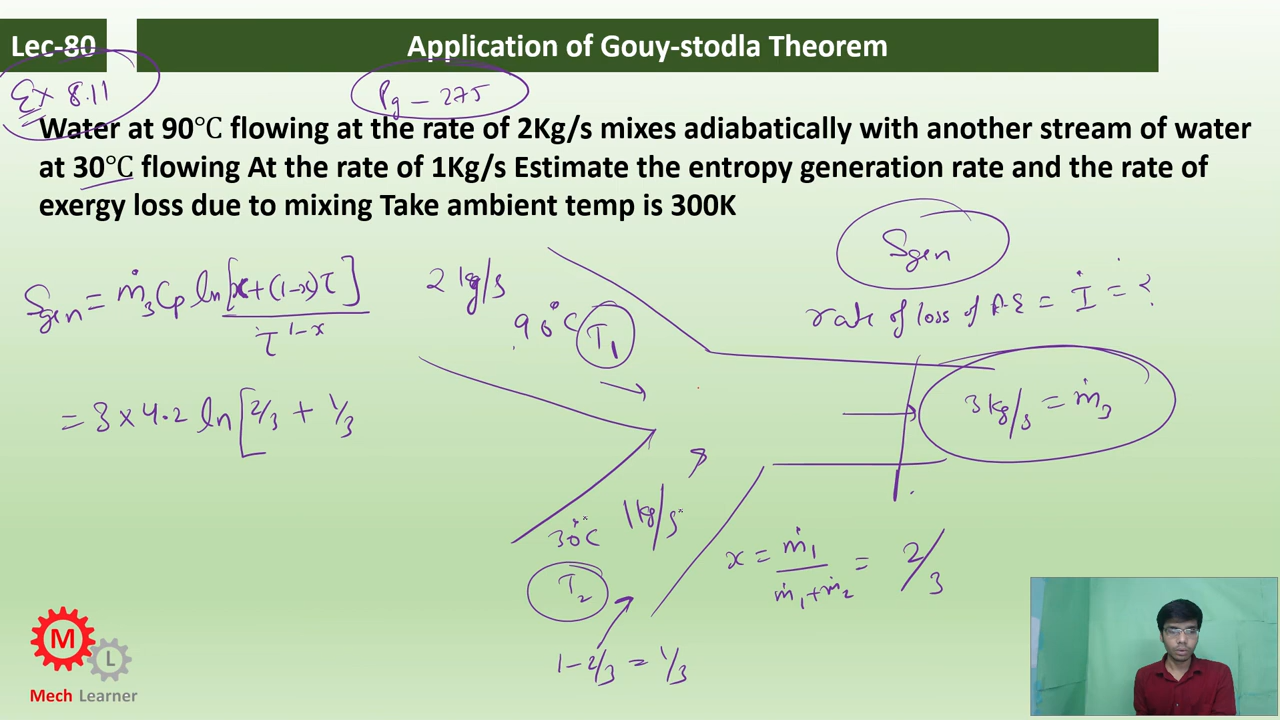 Lec-80
Application of Gouy-stodla Theorem
Ex 8.11
Pg - 275
Water at 90℃ flowing at the rate of 2Kg/s mixes adiabatically with another stream of water
at 30℃ flowing At the rate of 1Kg/s Estimate the entropy generation rate and the rate of
exergy loss due to mixing Take ambient temp is 300K
Sgen
rate of loss of A.E = İ = ?
Sgen = ṁ3 Cp ln [x+(1-x)τ] / τ^1-x
2 kg/s
90°C T1
= 3 × 4.2 ln [2/3 + 1/3
3 kg/s = ṁ3
1 kg/s
30°C
T2
x = ṁ1 / ṁ1+ṁ2 = 2/3
1-2/3 = 1/3
M
L
Mech Learner